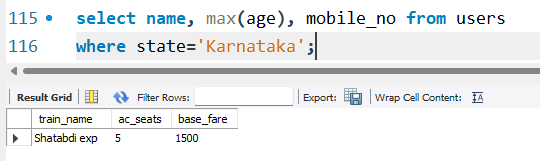 115 select name, max(age), mobile_no from users
116 where state='Karnataka';
Result Grid Filter Rows: Export: Wrap Cell Content: IA
train_name ac_seats base_fare
Shatabdi exp 5 1500